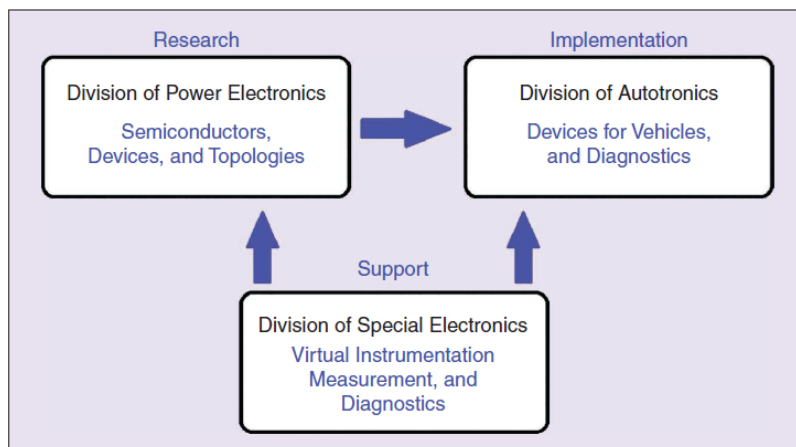 Research
Implementation
Division of Power Electronics
Semiconductors,
Devices, and Topologies
Division of Autotronics
Devices for Vehicles,
and Diagnostics
Support
Division of Special Electronics
Virtual Instrumentation
Measurement, and
Diagnostics